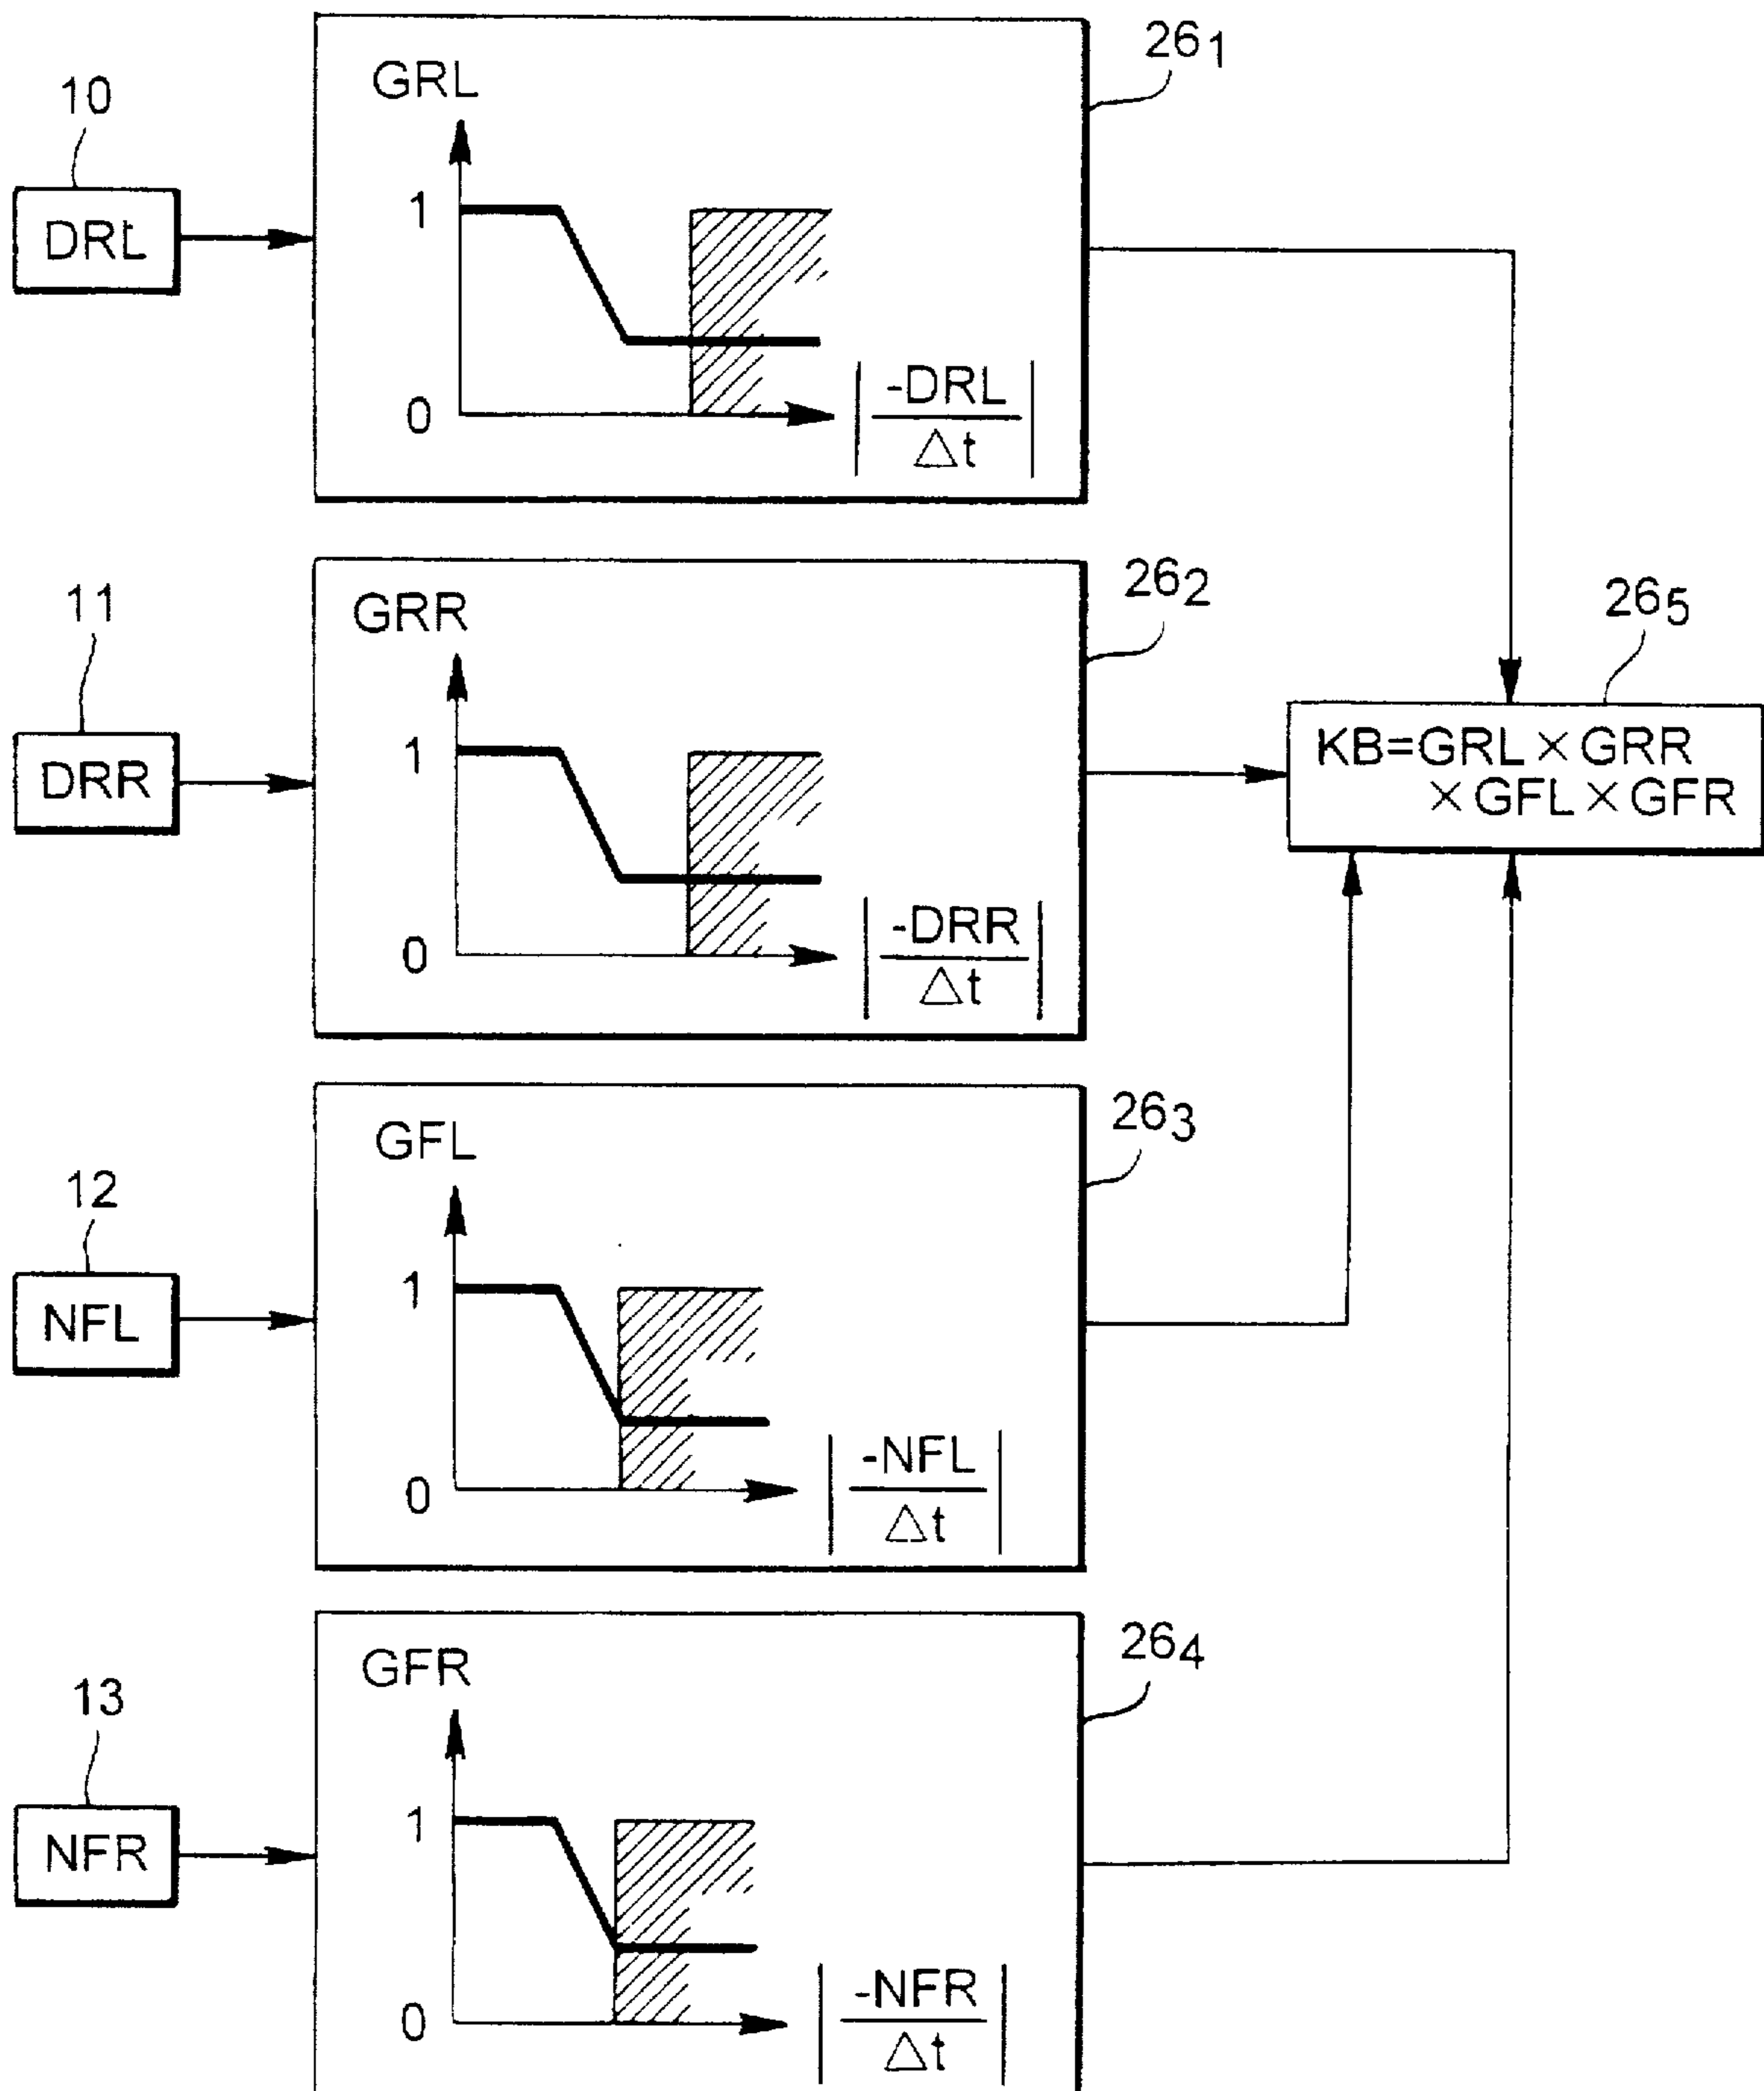 10
DRL
26₁
GRL
1
0
|-DRL/Δt|
11
DRR
26₂
GRR
1
0
|-DRR/Δt|
26₅
KB=GRL×GRR
×GFL×GFR
12
NFL
26₃
GFL
1
0
|-NFL/Δt|
13
NFR
26₄
GFR
1
0
|-NFR/Δt|